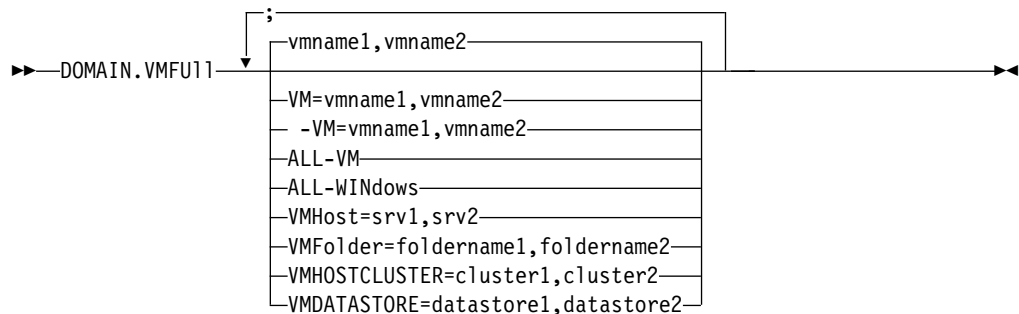 ;
vmname1,vmname2
DOMAIN.VMFUll
VM=vmname1,vmname2
-VM=vmname1,vmname2
ALL-VM
ALL-WINdows
VMHost=srv1,srv2
VMFolder=foldername1,foldername2
VMHOSTCLUSTER=cluster1,cluster2
VMDATASTORE=datastore1,datastore2